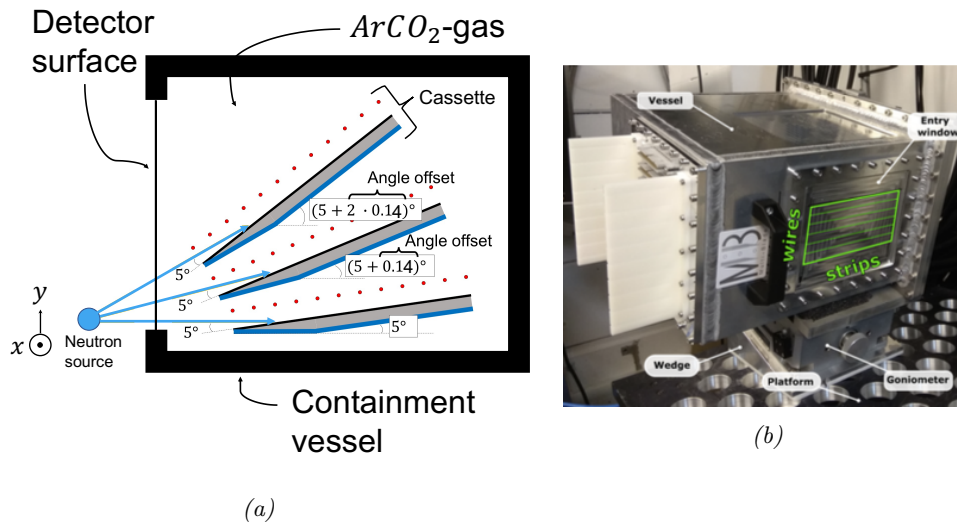 Detector
surface
ArCO₂-gas
Cassette
Angle offset
(5 + 2 · 0.14)°
Angle offset
(5 + 0.14)°
5°
5°
5°
5°
y
x
Neutron
source
Containment
vessel
(a)
Vessel
Entry
window
wires
strips
MB
Wedge
Platform
Goniometer
(b)